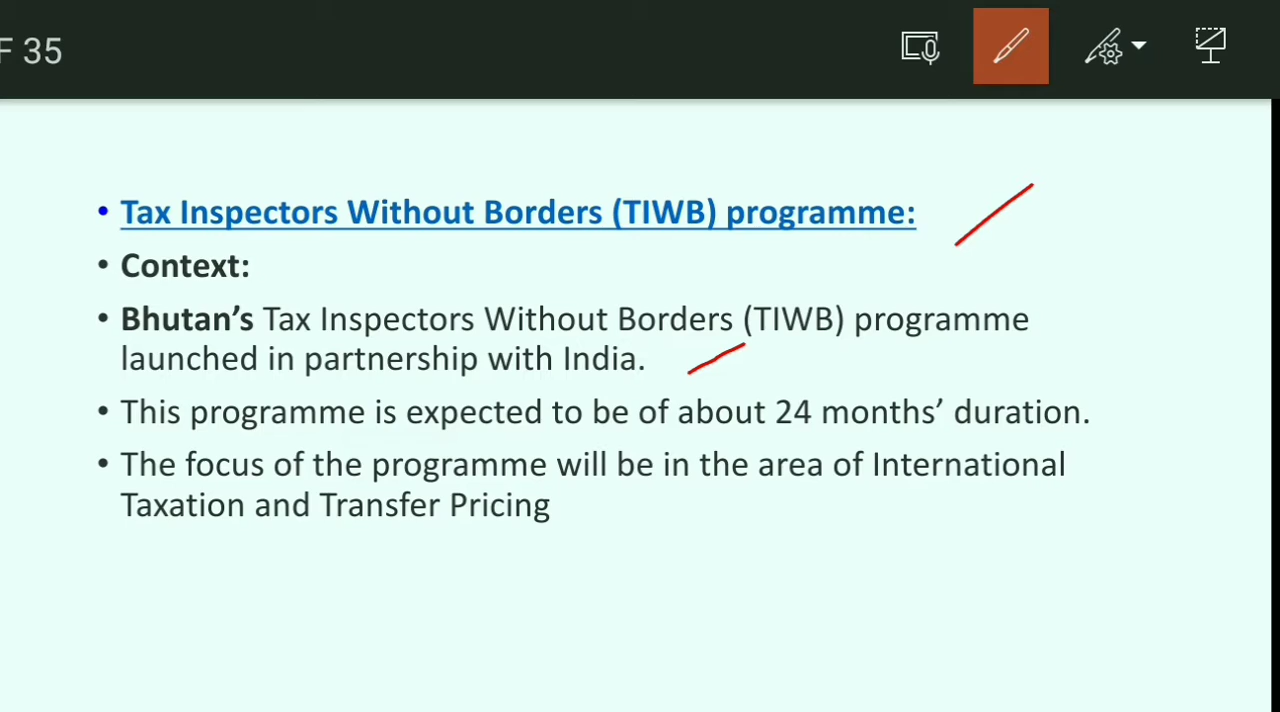 F 35
• Tax Inspectors Without Borders (TIWB) programme:
• Context:
• Bhutan’s Tax Inspectors Without Borders (TIWB) programme
launched in partnership with India.
• This programme is expected to be of about 24 months’ duration.
• The focus of the programme will be in the area of International
Taxation and Transfer Pricing